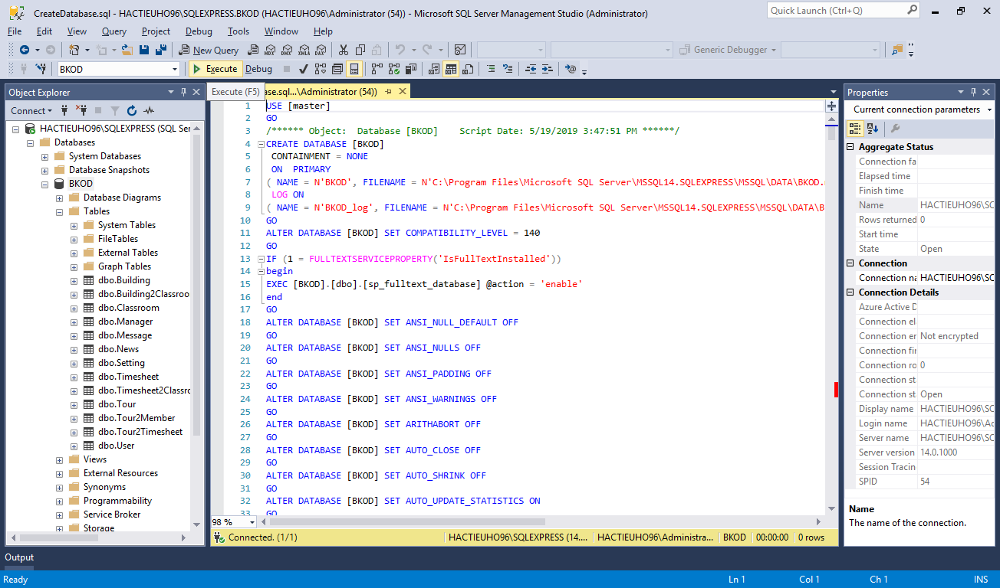 CreateDatabase.sql - HACTIEUHO96\SQLEXPRESS.BKOD (HACTIEUHO96\Administrator (54)) - Microsoft SQL Server Management Studio (Administrator)
Quick Launch (Ctrl+Q)
File Edit View Query Project Debug Tools Window Help
New Query MDX DMX XMLA DAX Generic Debugger
BKOD Execute Debug
Object Explorer
Connect
HACTIEUHO96\SQLEXPRESS (SQL Ser
Databases
System Databases
Database Snapshots
BKOD
Database Diagrams
Tables
System Tables
FileTables
External Tables
Graph Tables
dbo.Building
dbo.Building2Classroo
dbo.Classroom
dbo.Manager
dbo.Message
dbo.News
dbo.Setting
dbo.Timesheet
dbo.Timesheet2Classro
dbo.Tour
dbo.Tour2Member
dbo.Tour2Timesheet
dbo.User
Views
External Resources
Synonyms
Programmability
Service Broker
Storage
Execute (F5)
ase.sql...\Administrator (54))
1 USE [master]
2 GO
3 /****** Object:  Database [BKOD]    Script Date: 5/19/2019 3:47:51 PM ******/
4 CREATE DATABASE [BKOD]
5 CONTAINMENT = NONE
6 ON  PRIMARY
7 ( NAME = N'BKOD', FILENAME = N'C:\Program Files\Microsoft SQL Server\MSSQL14.SQLEXPRESS\MSSQL\DATA\BKOD.
8 LOG ON
9 ( NAME = N'BKOD_log', FILENAME = N'C:\Program Files\Microsoft SQL Server\MSSQL14.SQLEXPRESS\MSSQL\DATA\B
10 GO
11 ALTER DATABASE [BKOD] SET COMPATIBILITY_LEVEL = 140
12 GO
13 IF (1 = FULLTEXTSERVICEPROPERTY('IsFullTextInstalled'))
14 begin
15 EXEC [BKOD].[dbo].[sp_fulltext_database] @action = 'enable'
16 end
17 GO
18 ALTER DATABASE [BKOD] SET ANSI_NULL_DEFAULT OFF
19 GO
20 ALTER DATABASE [BKOD] SET ANSI_NULLS OFF
21 GO
22 ALTER DATABASE [BKOD] SET ANSI_PADDING OFF
23 GO
24 ALTER DATABASE [BKOD] SET ANSI_WARNINGS OFF
25 GO
26 ALTER DATABASE [BKOD] SET ARITHABORT OFF
27 GO
28 ALTER DATABASE [BKOD] SET AUTO_CLOSE OFF
29 GO
30 ALTER DATABASE [BKOD] SET AUTO_SHRINK OFF
31 GO
32 ALTER DATABASE [BKOD] SET AUTO_UPDATE_STATISTICS ON
33 GO
98 %
Connected. (1/1) HACTIEUHO96\SQLEXPRESS (14.... HACTIEUHO96\Administra... BKOD 00:00:00 0 rows
Properties
Current connection parameters
Aggregate Status
Connection fa
Elapsed time
Finish time
Name HACTIEUHO96\SC
Rows returned 0
Start time
State Open
Connection
Connection na HACTIEUHO96\SC
Connection Details
Azure Active D
Connection el
Connection en Not encrypted
Connection fin
Connection ro 0
Connection st
Connection st Open
Display name HACTIEUHO96\SC
Login name HACTIEUHO96\Ac
Server name HACTIEUHO96\SC
Server version 14.0.1000
Session Tracin
SPID 54
Name
The name of the connection.
Output
Ready Ln 1 Col 1 Ch 1 INS